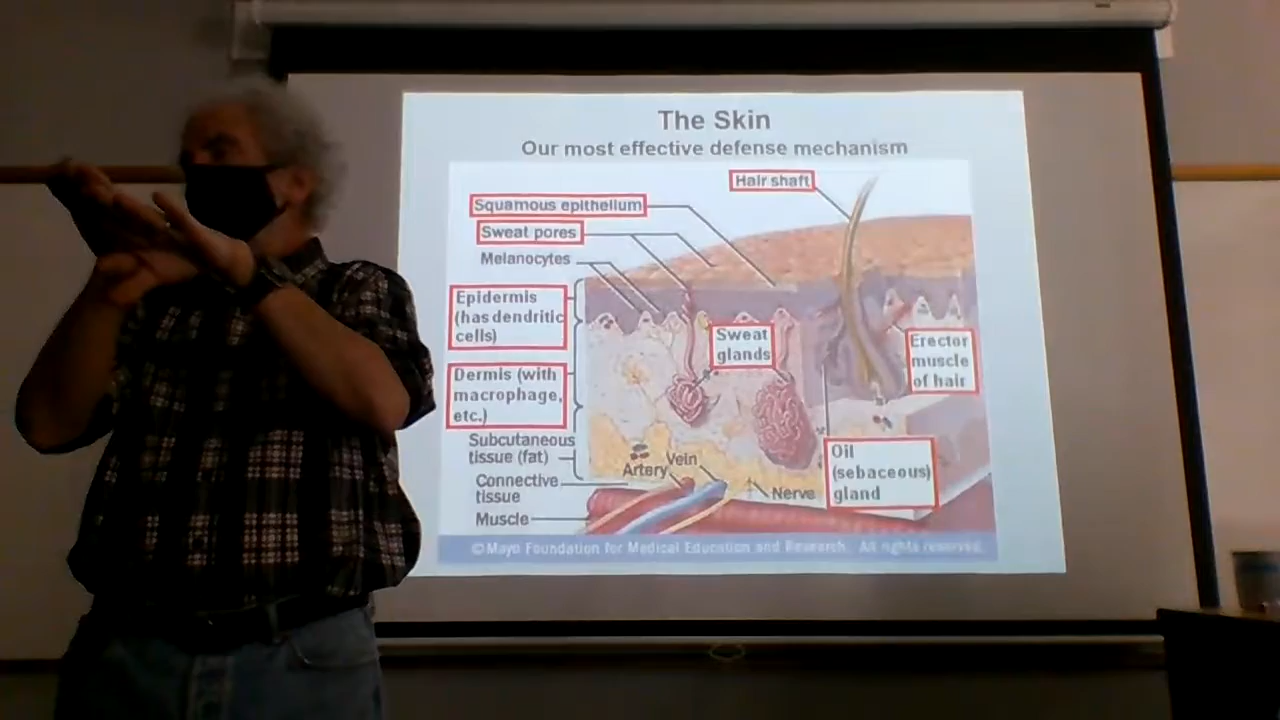 The Skin
Our most effective defense mechanism
Hair shaft
Squamous epithelium
Sweat pores
Melanocytes
Epidermis
(has dendritic
cells)
Sweat
glands
Erector
muscle
of hair
Dermis (with
macrophage,
etc.)
Subcutaneous
tissue (fat)
Artery
Vein
Oil
(sebaceous)
gland
Connective
tissue
Nerve
Muscle
©Mayo Foundation for Medical Education and Research. All rights reserved.